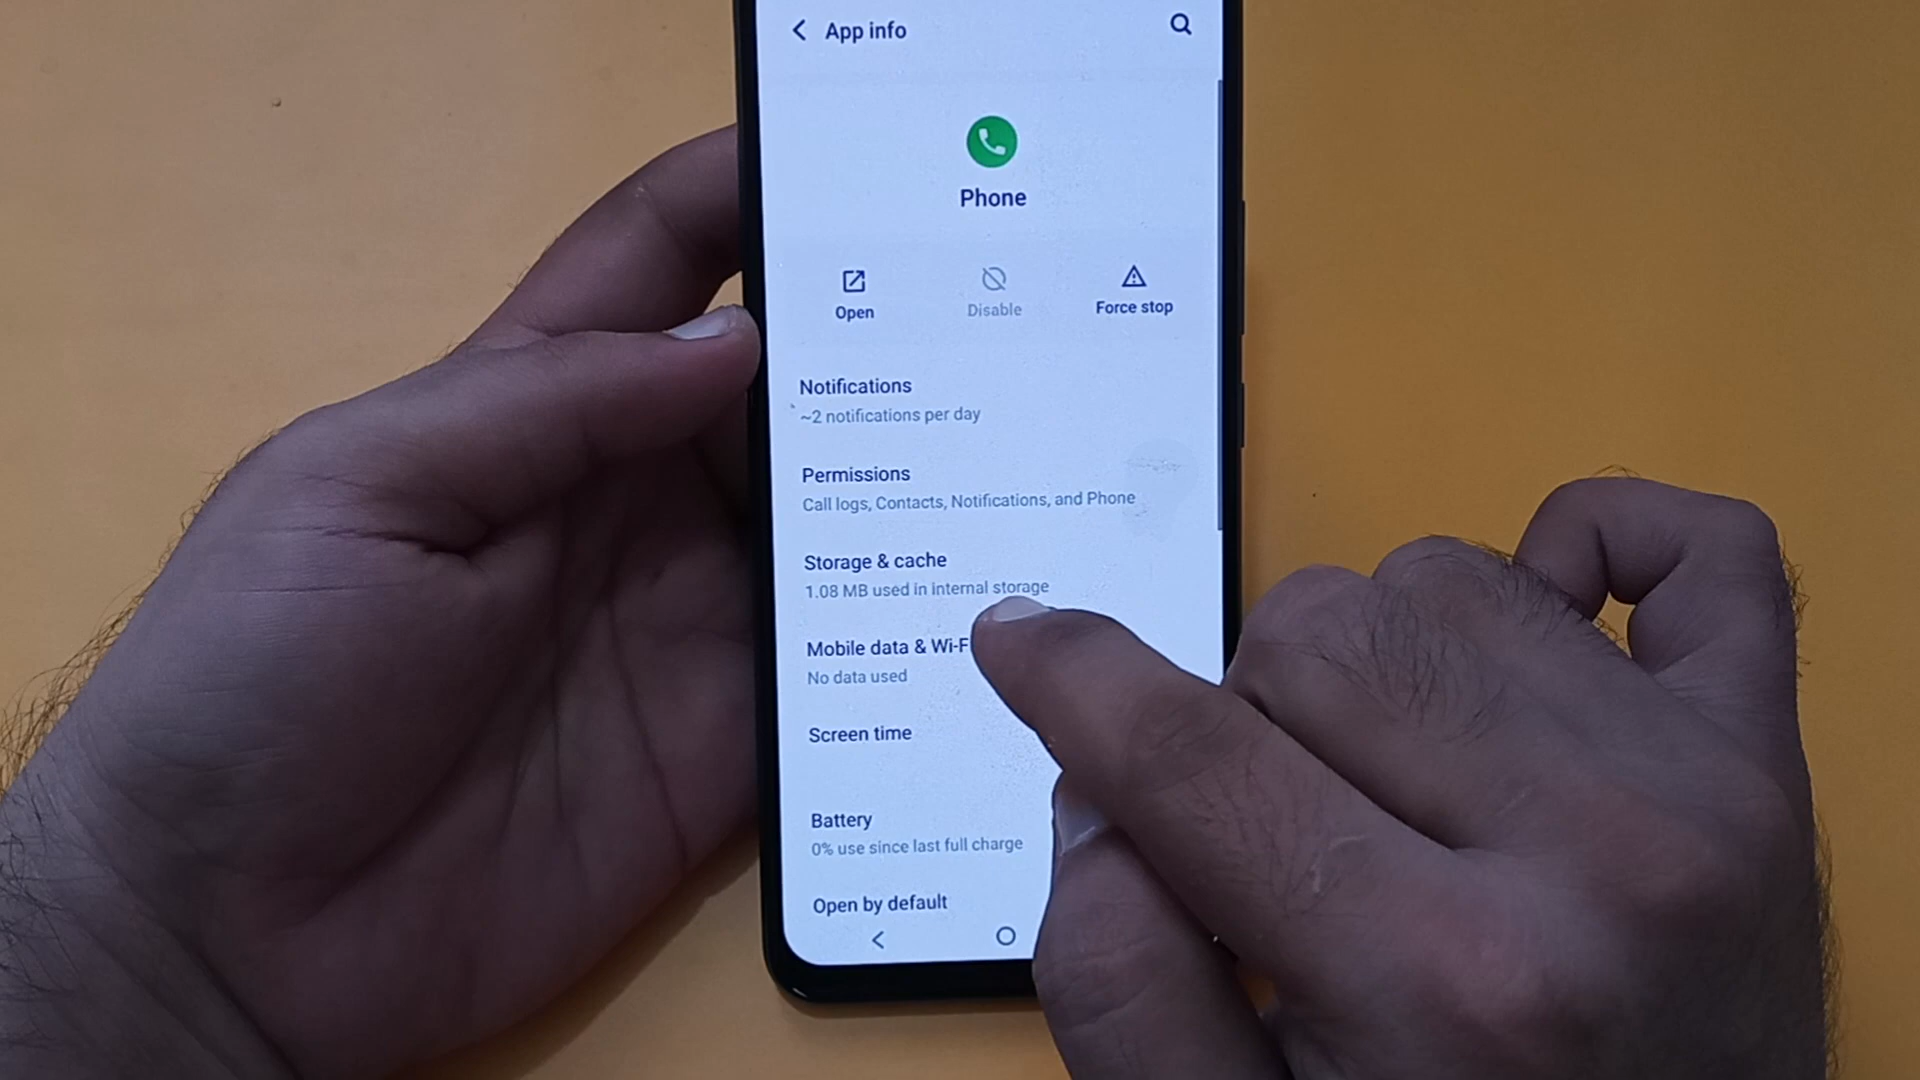 App info
Phone
Open
Disable
Force stop
Notifications
~2 notifications per day
Permissions
Call logs, Contacts, Notifications, and Phone
Storage & cache
1.08 MB used in internal storage
Mobile data & Wi-F
No data used
Screen time
Battery
0% use since last full charge
Open by default